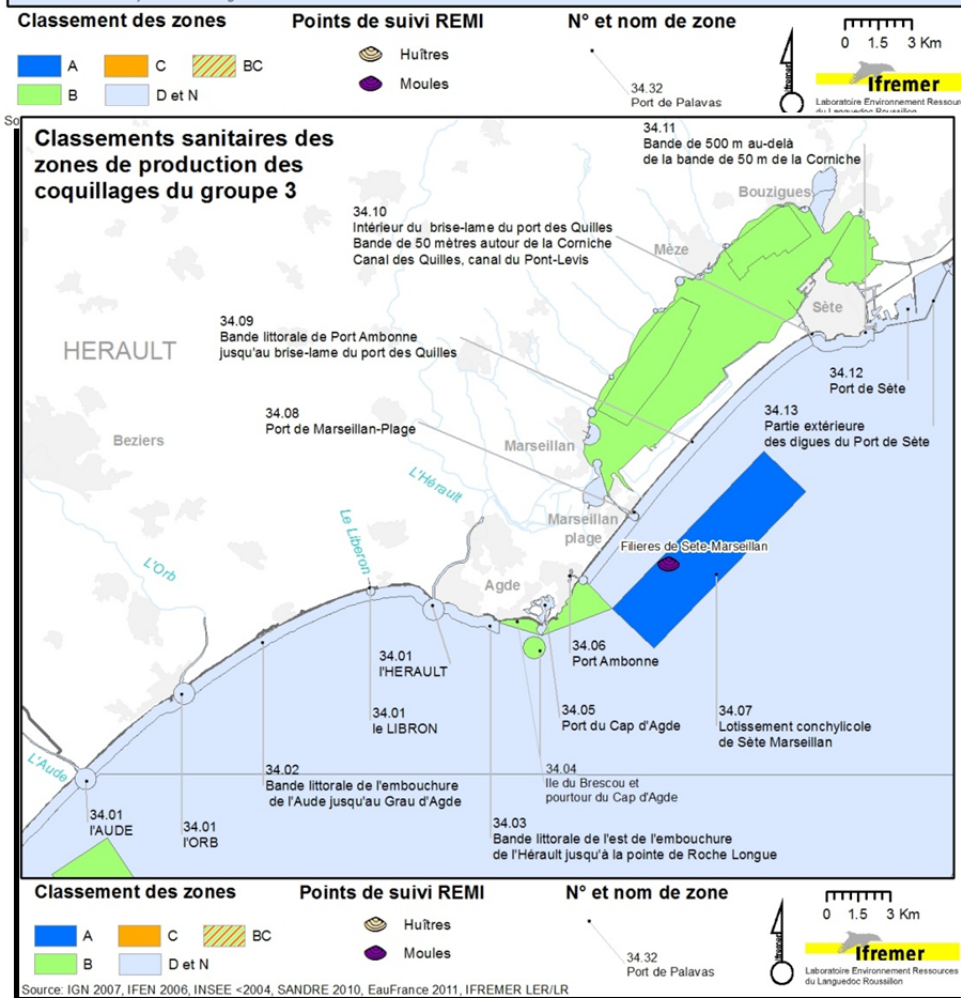 Classement des zones
Points de suivi REMI
N° et nom de zone
A
C
BC
B
D et N
Huîtres
Moules
34.32
Port de Palavas
0 1.5 3 Km
Ifremer
Ifremer
Laboratoire Environnement Ressources
du Languedoc Roussillon
So
Classements sanitaires des
zones de production des
coquillages du groupe 3
34.11
Bande de 500 m au-delà
de la bande de 50 m de la Corniche
Bouzigues
34.10
Intérieur du brise-lame du port des Quilles
Bande de 50 mètres autour de la Corniche
Canal des Quilles, canal du Pont-Levis
Mèze
34.09
Bande littorale de Port Ambonne
jusqu'au brise-lame du port des Quilles
Sète
HERAULT
34.12
Port de Sète
34.08
Port de Marseillan-Plage
34.13
Partie extérieure
des digues du Port de Sète
Beziers
Marseillan
L'Hérault
Marseillan
plage
Le Liberon
Filieres de Sete-Marseillan
L'Orb
Agde
34.06
Port Ambonne
34.01
l'HERAULT
34.05
Port du Cap d'Agde
34.07
Lotissement conchylicole
de Sète Marseillan
34.01
le LIBRON
L'Aude
34.02
Bande littorale de l'embouchure
de l'Aude jusqu'au Grau d'Agde
34.04
Ile du Brescou et
pourtour du Cap d'Agde
34.01
l'AUDE
34.01
l'ORB
34.03
Bande littorale de l'est de l'embouchure
de l'Hérault jusqu'à la pointe de Roche Longue
Classement des zones
Points de suivi REMI
N° et nom de zone
A
C
BC
B
D et N
Huîtres
Moules
34.32
Port de Palavas
0 1.5 3 Km
Ifremer
Laboratoire Environnement Ressources
du Languedoc Roussillon
Source: IGN 2007, IFEN 2006, INSEE <2004, SANDRE 2010, EauFrance 2011, IFREMER LER/LR